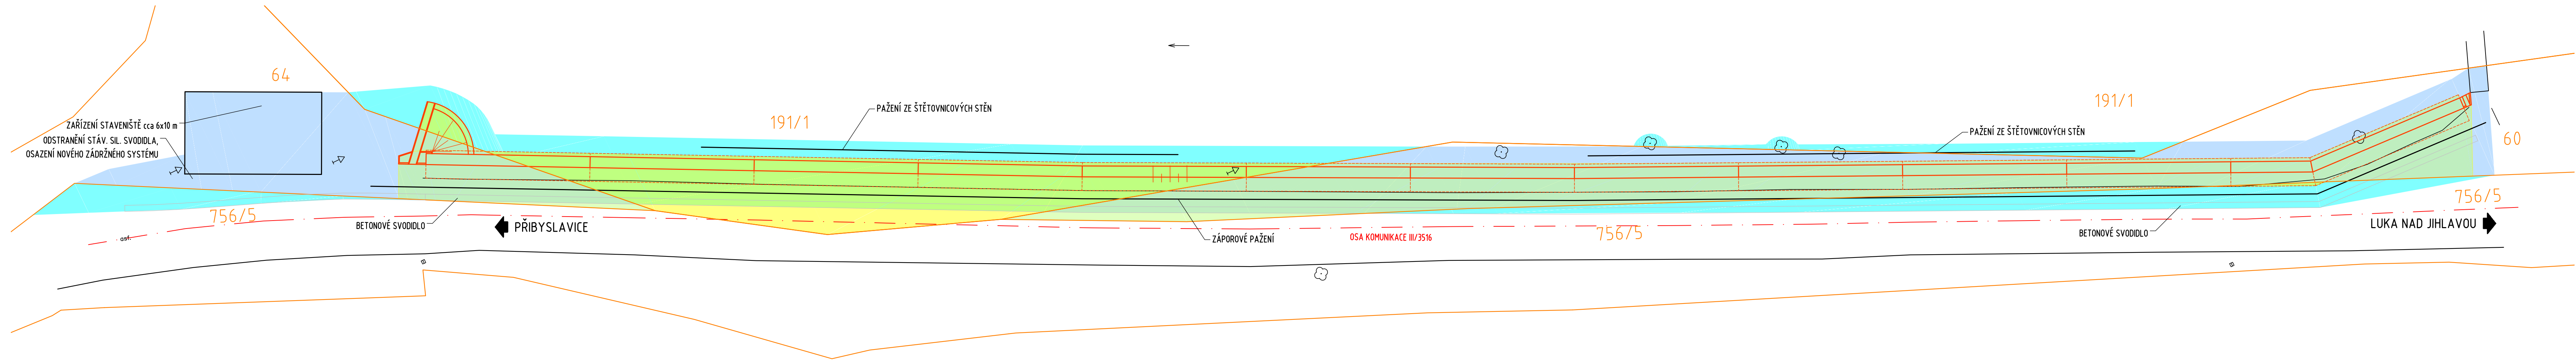 64
191/1
PAŽENÍ ZE ŠTĚTOVNICOVÝCH STĚN
191/1
ZAŘÍZENÍ STAVENIŠTĚ cca 6x10 m
ODSTRANĚNÍ STÁV. SIL. SVODIDLA,
OSAZENÍ NOVÉHO ZÁDRŽNÉHO SYSTÉMU
PAŽENÍ ZE ŠTĚTOVNICOVÝCH STĚN
60
756/5
756/5
BETONOVÉ SVODIDLO
PŘIBYSLAVICE
LUKA NAD JIHLAVOU
asf.
ZÁPOROVÉ PAŽENÍ
OSA KOMUNIKACE III/3516
756/5
BETONOVÉ SVODIDLO